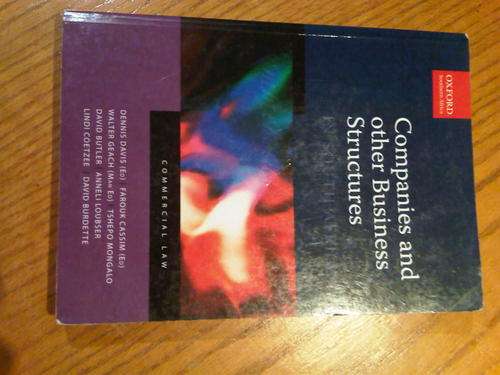 OXFORD
Southern Africa
Companies and
other Business
Structures
COMMERCIAL LAW
DENNIS DAVIS (ED) FAROUK CASSIM (ED)
WALTER GEACH (MAN ED) TSHEPO MONGALO
DAVID BUTLER ANNELI LOUBSER
LINDI COETZEE DAVID BURDETTE